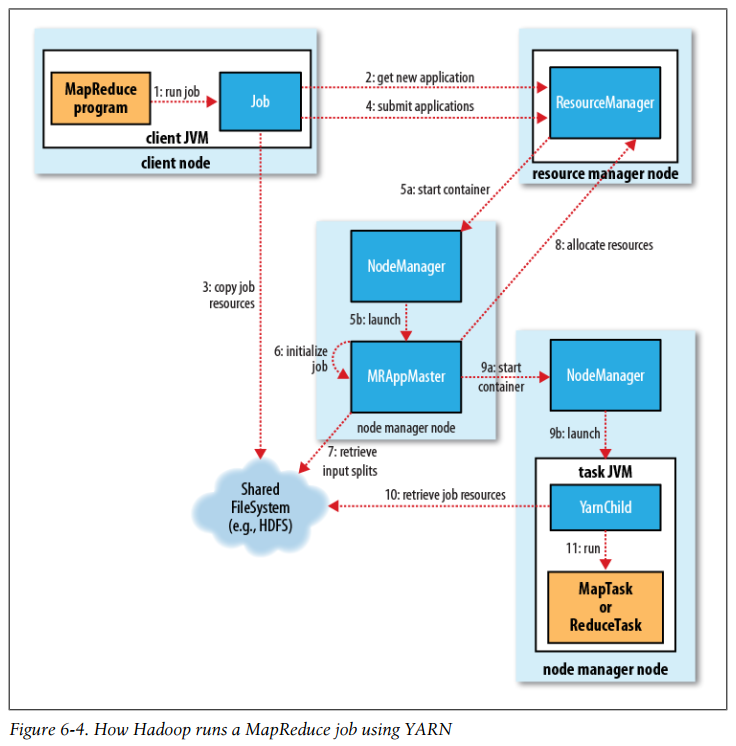 MapReduce
program
1: run job
Job
client JVM
client node
2: get new application
4: submit applications
ResourceManager
resource manager node
5a: start container
8: allocate resources
3: copy job
resources
NodeManager
5b: launch
6: initialize
job
MRAppMaster
node manager node
9a: start
container
NodeManager
9b: launch
7: retrieve
input splits
Shared
FileSystem
(e.g., HDFS)
10: retrieve job resources
task JVM
YarnChild
11: run
MapTask
or
ReduceTask
node manager node
Figure 6-4. How Hadoop runs a MapReduce job using YARN